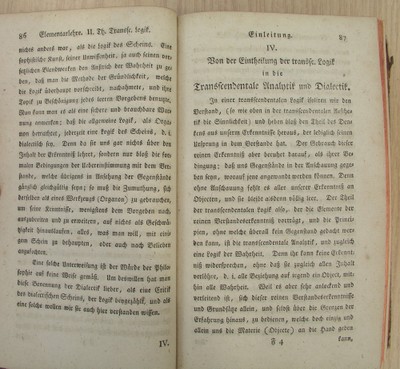 86 Elementarlehre. II. Th. Transsc. Logik.
nichts anders war, als die Logik des Scheins. Eine
sophistische Kunst, seiner Unwissenheit, ja auch seinen vor-
setzlichen Blendwerken den Anstrich der Wahrheit zu ge-
ben, daß man die Methode der Gründlichkeit, welche
die Logik überhaupt vorschreibt, nachahmete, und ihre
Topik zu Beschönigung jedes leeren Vorgebens benutzte.
Nun kann man es als eine sichere und brauchbare War-
nung anmerken: daß die allgemeine Logik, als Orga-
non betrachtet, jederzeit eine Logik des Scheins, d. i.
dialectisch sey. Denn da sie uns gar nichts über den
Inhalt der Erkenntniß lehret, sondern nur bloß die for-
malen Bedingungen der Uebereinstimmung mit dem Ver-
stande, welche übrigens in Ansehung der Gegenstände
gänzlich gleichgültig seyn; so muß die Zumuthung, sich
derselben als eines Werkzeugs (Organon) zu gebrauchen,
um seine Kenntnisse, wenigstens dem Vorgeben nach,
auszubreiten und zu erweitern, auf nichts als Geschwä-
tzigkeit hinauslaufen, alles, was man will, mit eini-
gem Schein zu behaupten, oder auch nach Belieben
anzufechten.
Eine solche Unterweisung ist der Würde der Philo-
sophie auf keine Weise gemäß. Um deswillen hat man
diese Benennung der Dialectik lieber, als eine Critik
des dialectischen Scheins, der Logik beygezählt, und als
eine solche wollen wir sie auch hier verstanden wissen.
IV.
Einleitung. 87
IV.
Von der Eintheilung der transsc. Logik
in die
Transscendentale Analytik und Dialectik.
In einer transscendentalen Logik isoliren wir den
Verstand, (so wie oben in der transscendentalen Aesthe-
tik die Sinnlichkeit) und heben bloß den Theil des Den-
kens aus unserem Erkenntnisse heraus, der lediglich seinen
Ursprung in dem Verstande hat. Der Gebrauch dieser
reinen Erkenntniß aber beruhet darauf, als ihrer Be-
dingung: daß uns Gegenstände in der Anschauung gegeben
seyn, worauf jene angewandt werden können. Denn
ohne Anschauung fehlt es aller unserer Erkenntniß an
Objecten, und sie bleibt alsdenn völlig leer. Der Theil
der transscendentalen Logik also, der die Elemente der
reinen Verstandeserkenntniß vorträgt, und die Princi-
pien, ohne welche überall kein Gegenstand gedacht wer-
den kann, ist die transscendentale Analytik, und zugleich
eine Logik der Wahrheit. Denn ihr kann keine Erkennt-
niß widersprechen, ohne daß sie zugleich allen Inhalt
verlöhre, d. i. alle Beziehung auf irgend ein Object, mit-
hin alle Wahrheit. Weil es aber sehr anlockend und
verleitend ist, sich dieser reinen Verstandeserkenntnisse
und Grundsätze allein, und selbst über die Grenzen der
Erfahrung hinaus, zu bedienen, welche doch einzig und
allein uns die Materie (Objecte) an die Hand geben
F 4 kann,